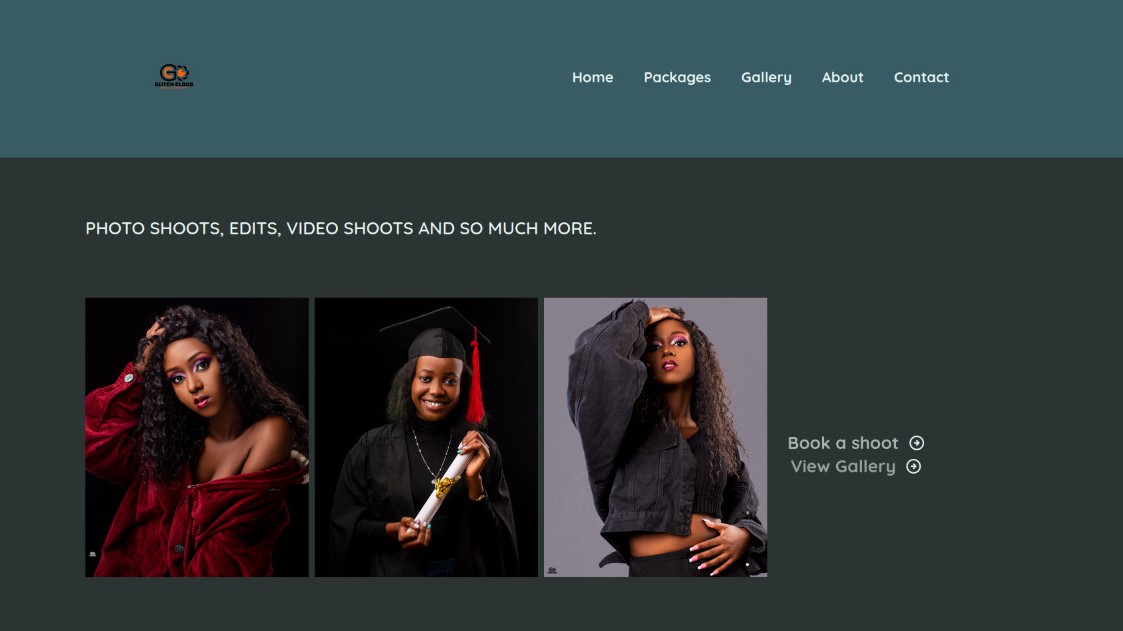 GC
GLITCH CLOUD
Home Packages Gallery About Contact
PHOTO SHOOTS, EDITS, VIDEO SHOOTS AND SO MUCH MORE.
Book a shoot
View Gallery